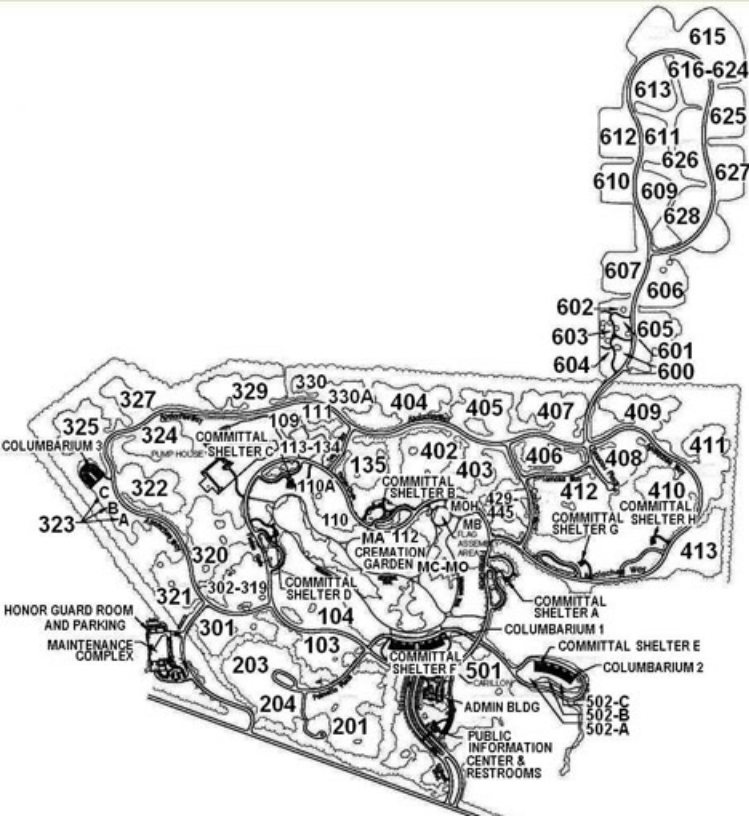 615
616-624
613
625
612
611
626
627
610
609
628
607
606
602
605
603
601
604
600
327
329
330
330A
404
405
407
409
109
111
325
324
COMMITTAL
SHELTER C
113-134
402
406
408
411
COLUMBARIUM 3
PUMP HOUSE
135
403
110A
COMMITTAL
SHELTER B
412
410
322
C
B
A
323
429-
445
MOH
110
112
MA
CREMATION
GARDEN
MB
FLAG
ASSEMBLY
AREA
COMMITTAL
SHELTER G
COMMITTAL
SHELTER H
413
320
MC-MO
302-319
COMMITTAL
SHELTER D
321
COMMITTAL
SHELTER A
HONOR GUARD ROOM
AND PARKING
301
104
COLUMBARIUM 1
MAINTENANCE
COMPLEX
103
COMMITTAL
SHELTER F
COMMITTAL SHELTER E
203
501
COLUMBARIUM 2
CARILLON
204
502-C
502-B
502-A
ADMIN BLDG
201
PUBLIC
INFORMATION
CENTER &
RESTROOMS